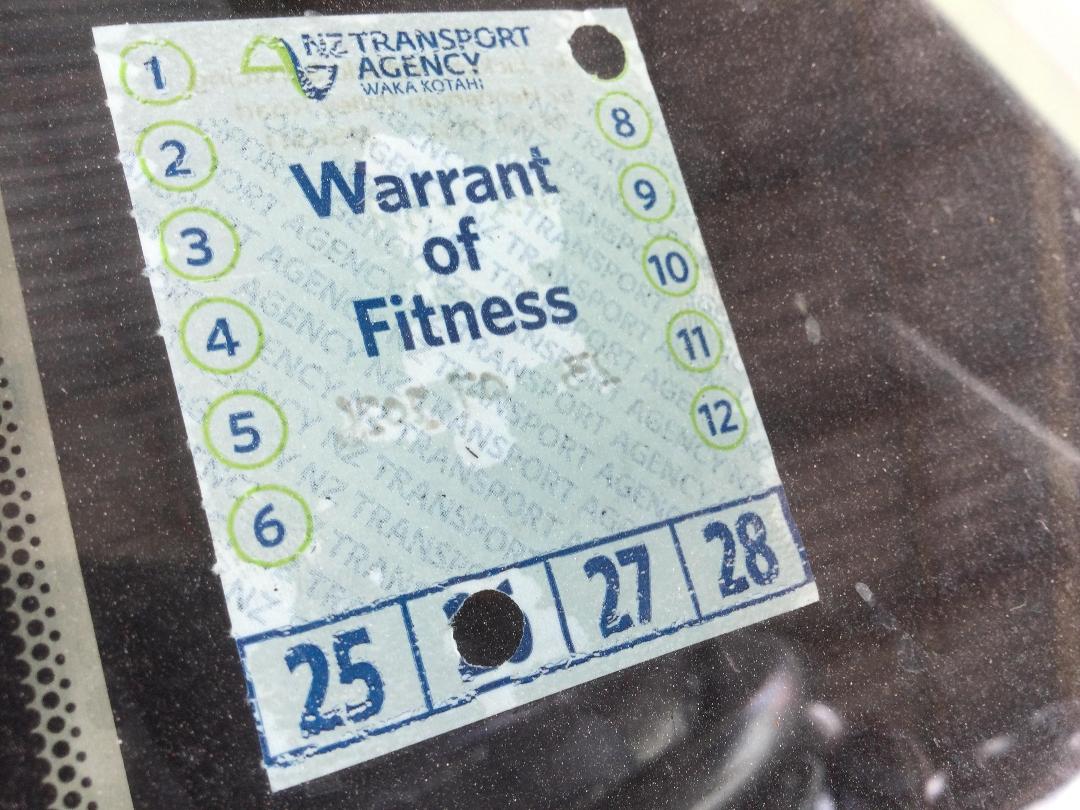 NZ TRANSPORT
AGENCY
WAKA KOTAHI
Warrant
of
Fitness
1
2
3
4
5
6
8
9
10
11
12
25
27
28